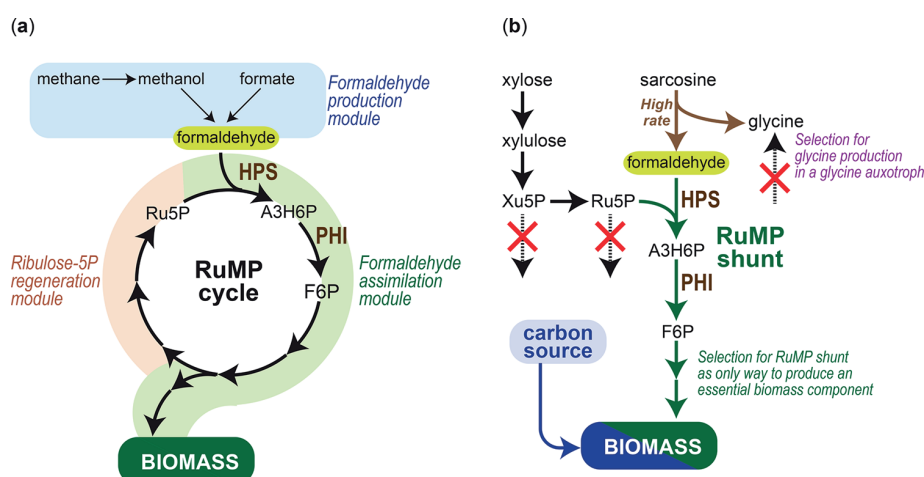 (a)
methane
methanol
formate
Formaldehyde
production
module
formaldehyde
HPS
Ru5P
A3H6P
PHI
Ribulose-5P
regeneration
module
RuMP
cycle
F6P
Formaldehyde
assimilation
module
BIOMASS
(b)
xylose
sarcosine
High
rate
glycine
xylulose
formaldehyde
Selection for
glycine production
in a glycine auxotroph
Xu5P
Ru5P
HPS
A3H6P
RuMP
shunt
PHI
F6P
carbon
source
Selection for RuMP shunt
as only way to produce an
essential biomass component
BIOMASS